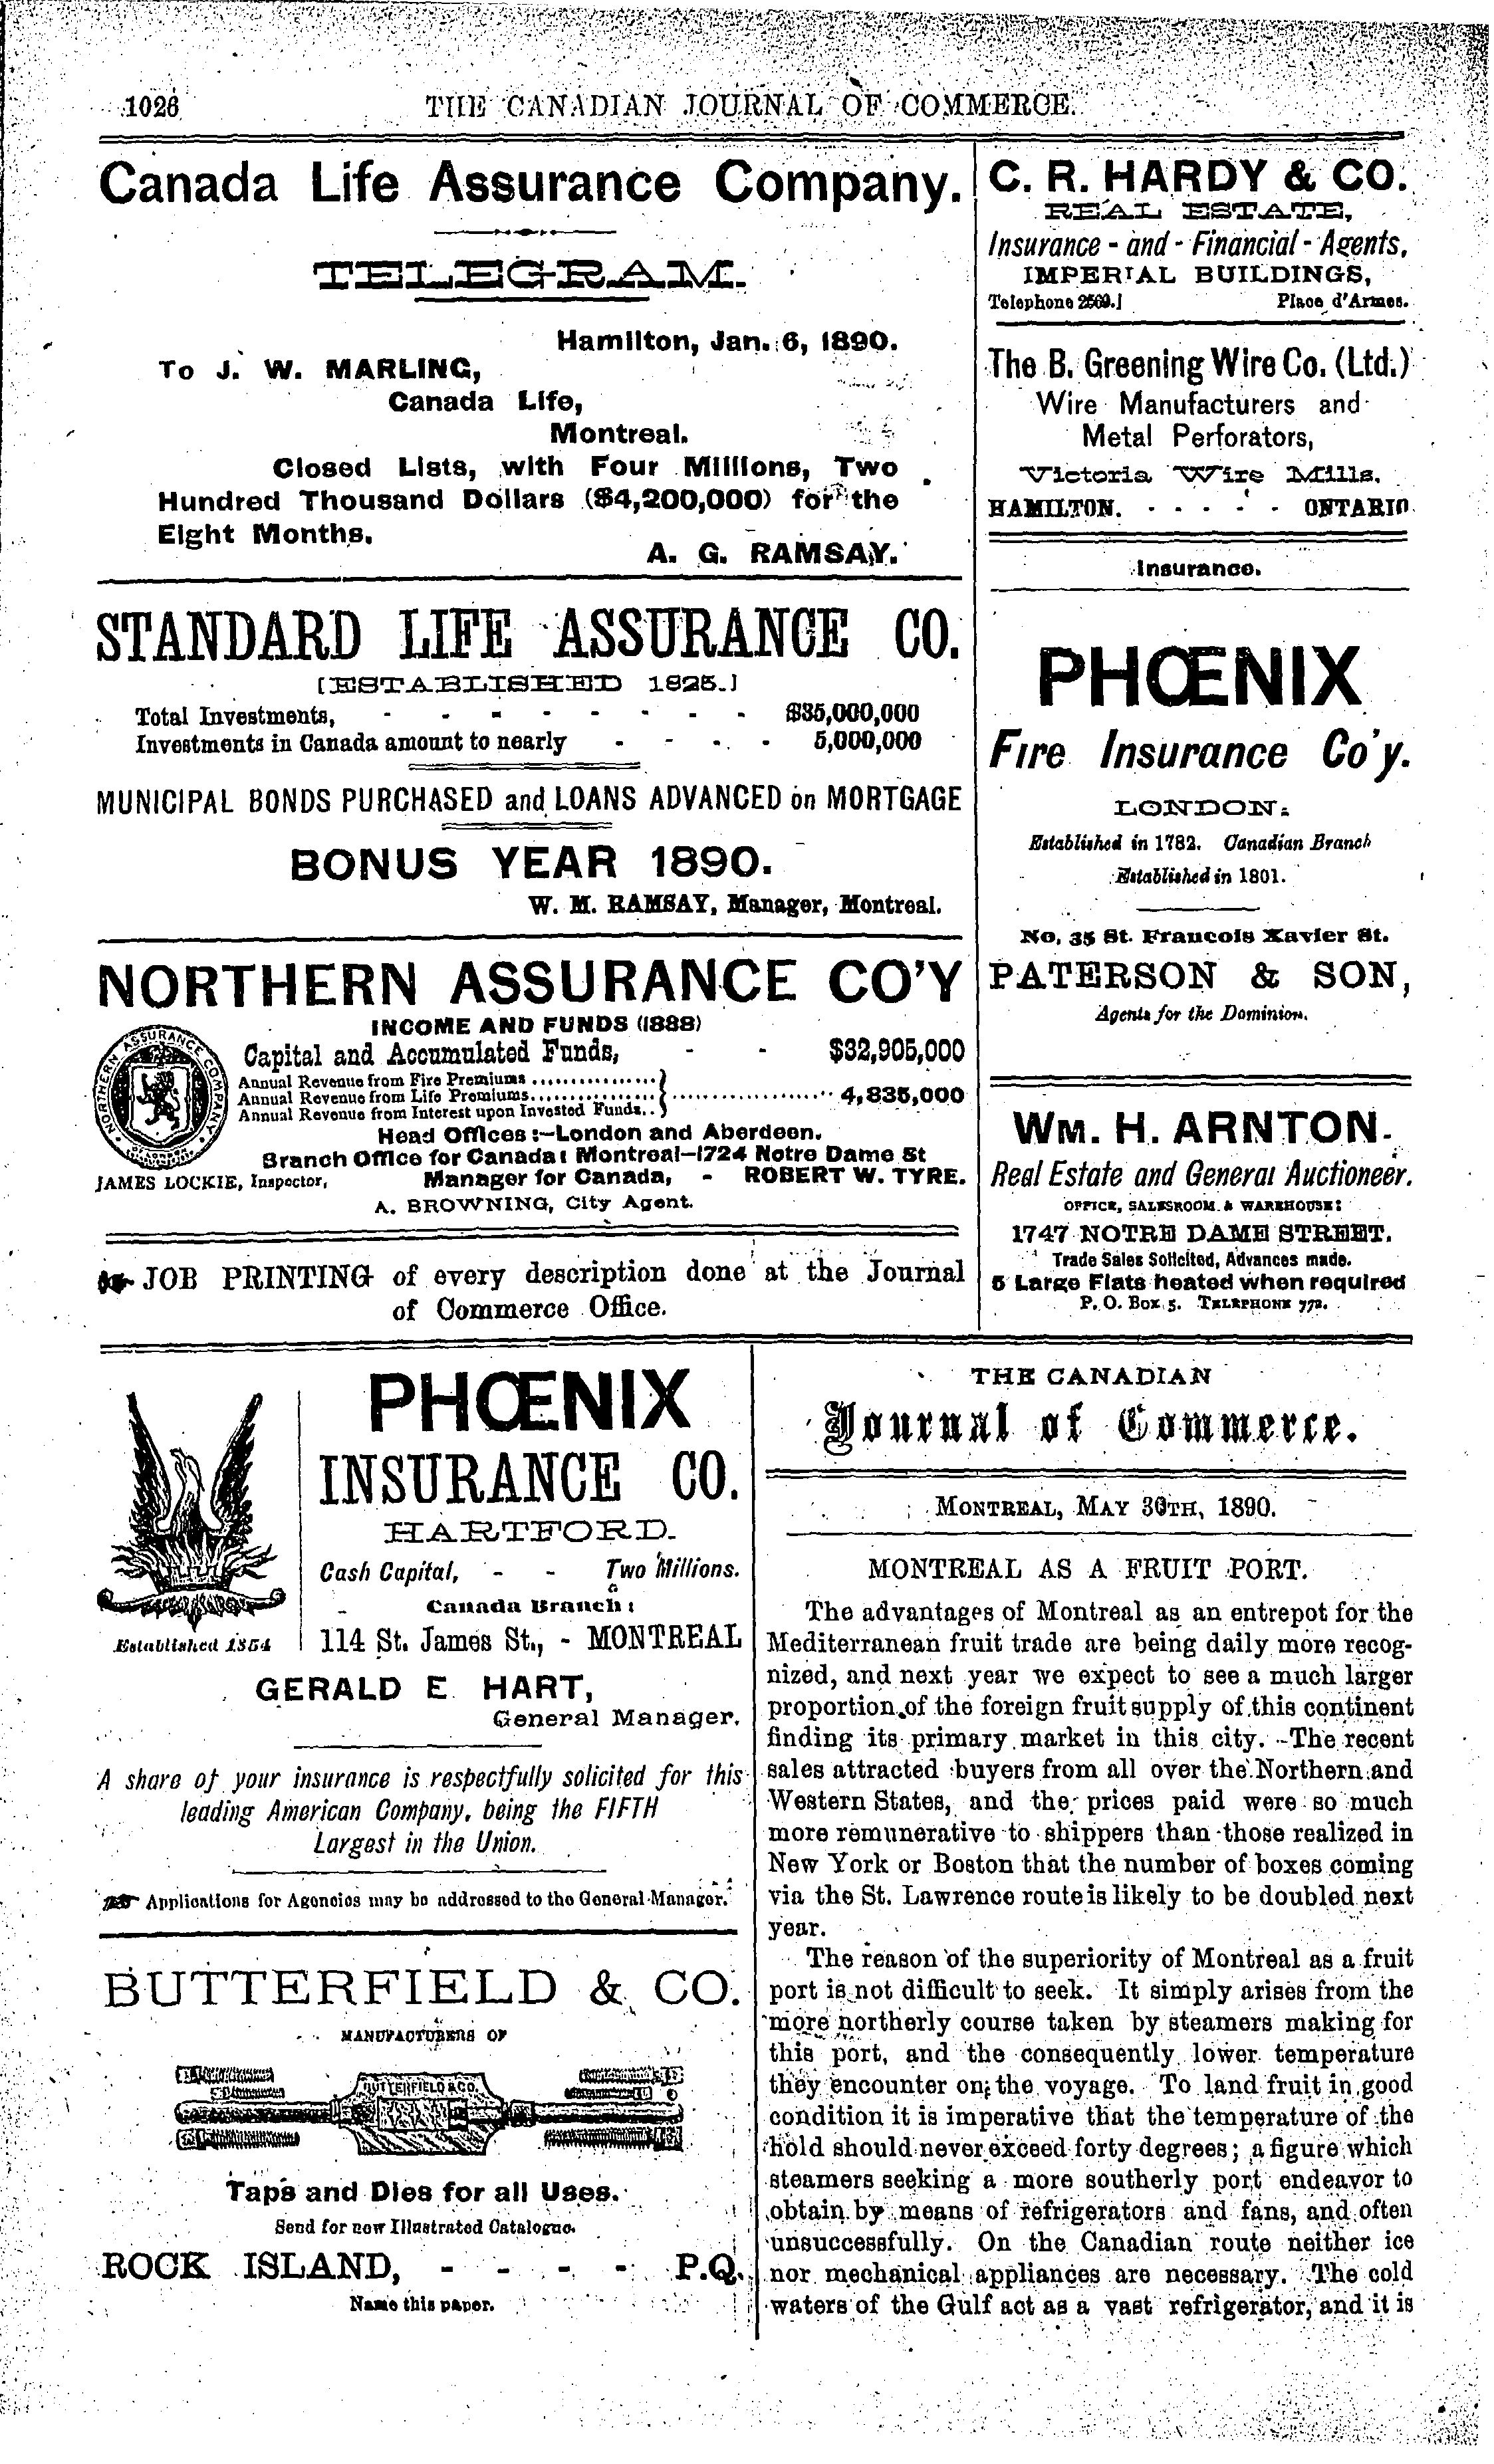 1026 THE CANADIAN JOURNAL OF COMMERCE.
Canada Life Assurance Company.
TELEGRAM.
Hamilton, Jan. 6, 1890.
To J. W. MARLING,
Canada Life,
Montreal.
Closed Lists, with Four Millions, Two
Hundred Thousand Dollars ($4,200,000) for the
Eight Months.
A. G. RAMSAY.
STANDARD LIFE ASSURANCE CO.
[ESTABLISHED 1825.]
Total Investments, - - - - - - - - $35,000,000
Investments in Canada amount to nearly - - - - 5,000,000
MUNICIPAL BONDS PURCHASED and LOANS ADVANCED on MORTGAGE
BONUS YEAR 1890.
W. M. RAMSAY, Manager, Montreal.
NORTHERN ASSURANCE CO'Y
INCOME AND FUNDS (1888)
NORTHERN ASSURANCE COMPANY
Capital and Accumulated Funds, - - $32,905,000
Annual Revenue from Fire Premiums
Annual Revenue from Life Premiums 4,835,000
Annual Revenue from Interest upon Invested Funds
Head Offices:—London and Aberdeen.
Branch Office for Canada: Montreal—1724 Notre Dame St
JAMES LOCKIE, Inspector, Manager for Canada, - ROBERT W. TYRE.
A. BROWNING, City Agent.
JOB PRINTING of every description done at the Journal
of Commerce Office.
C. R. HARDY & CO.
REAL ESTATE,
Insurance - and - Financial - Agents,
IMPERIAL BUILDINGS,
Telephone 2569.] Place d'Armes.
The B. Greening Wire Co. (Ltd.)
Wire Manufacturers and
Metal Perforators,
Victoria Wire Mills.
HAMILTON. - - - - - ONTARIO.
Insurance.
PHŒNIX
Fire Insurance Co'y.
LONDON:
Established in 1782. Canadian Branch
Established in 1801.
No. 35 St. Francois Xavier St.
PATERSON & SON,
Agents for the Dominion.
WM. H. ARNTON.
Real Estate and General Auctioneer.
OFFICE, SALESROOM & WAREHOUSE:
1747 NOTRE DAME STREET.
Trade Sales Solicited, Advances made.
5 Large Flats heated when required
P. O. Box 5. TELEPHONE 772.
PHŒNIX
INSURANCE CO.
HARTFORD.
Cash Capital, - - Two Millions.
Canada Branch:
Established 1854
114 St. James St., - MONTREAL
GERALD E. HART,
General Manager.
A share of your insurance is respectfully solicited for this
leading American Company, being the FIFTH
Largest in the Union.
Applications for Agencies may be addressed to the General Manager.
BUTTERFIELD & CO.
MANUFACTURERS OF
BUTTERFIELD & CO.
Taps and Dies for all Uses.
Send for new Illustrated Catalogue.
ROCK ISLAND, - - - - P.Q.
Name this paper.
THE CANADIAN
Journal of Commerce.
MONTREAL, MAY 30TH, 1890.
MONTREAL AS A FRUIT PORT.
The advantages of Montreal as an entrepot for the
Mediterranean fruit trade are being daily more recog-
nized, and next year we expect to see a much larger
proportion of the foreign fruit supply of this continent
finding its primary market in this city. The recent
sales attracted buyers from all over the Northern and
Western States, and the prices paid were so much
more remunerative to shippers than those realized in
New York or Boston that the number of boxes coming
via the St. Lawrence route is likely to be doubled next
year.
The reason of the superiority of Montreal as a fruit
port is not difficult to seek. It simply arises from the
more northerly course taken by steamers making for
this port, and the consequently lower temperature
they encounter on the voyage. To land fruit in good
condition it is imperative that the temperature of the
hold should never exceed forty degrees; a figure which
steamers seeking a more southerly port endeavor to
obtain by means of refrigerators and fans, and often
unsuccessfully. On the Canadian route neither ice
nor mechanical appliances are necessary. The cold
waters of the Gulf act as a vast refrigerator, and it is